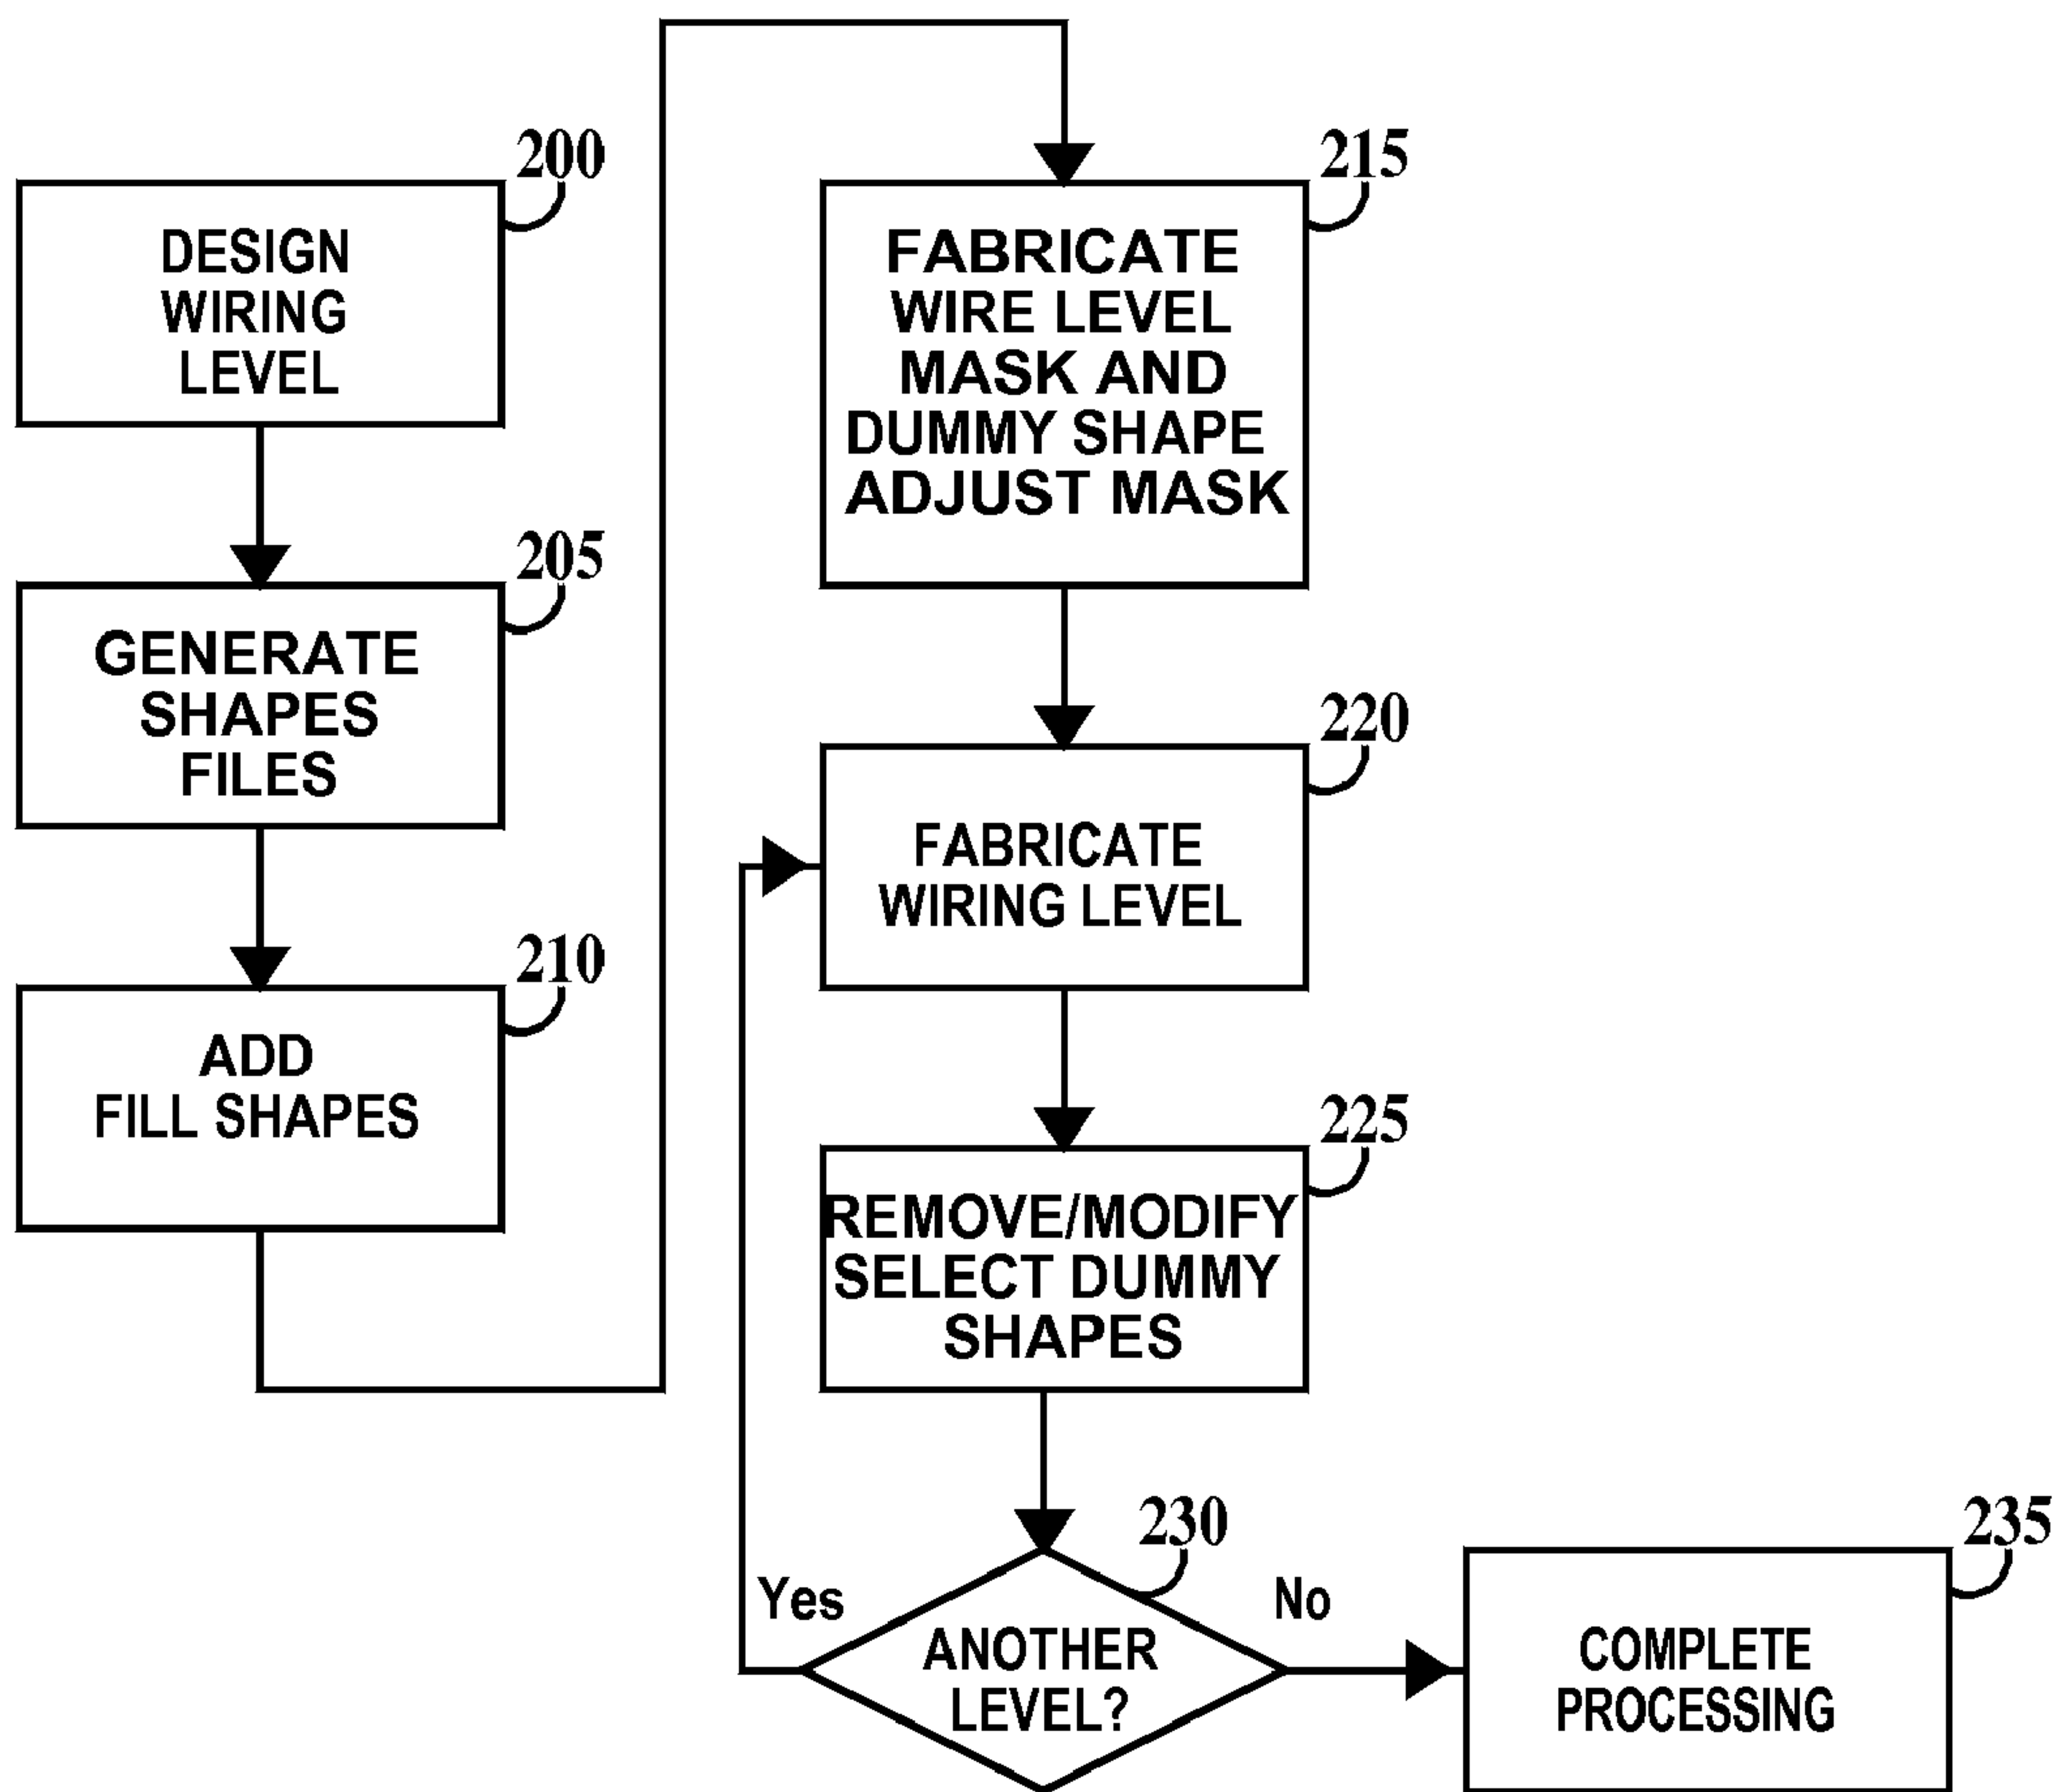 200
DESIGN
WIRING
LEVEL
205
GENERATE
SHAPES
FILES
210
ADD
FILL SHAPES
215
FABRICATE
WIRE LEVEL
MASK AND
DUMMY SHAPE
ADJUST MASK
220
FABRICATE
WIRING LEVEL
225
REMOVE/MODIFY
SELECT DUMMY
SHAPES
230
Yes
No
ANOTHER
LEVEL?
235
COMPLETE
PROCESSING